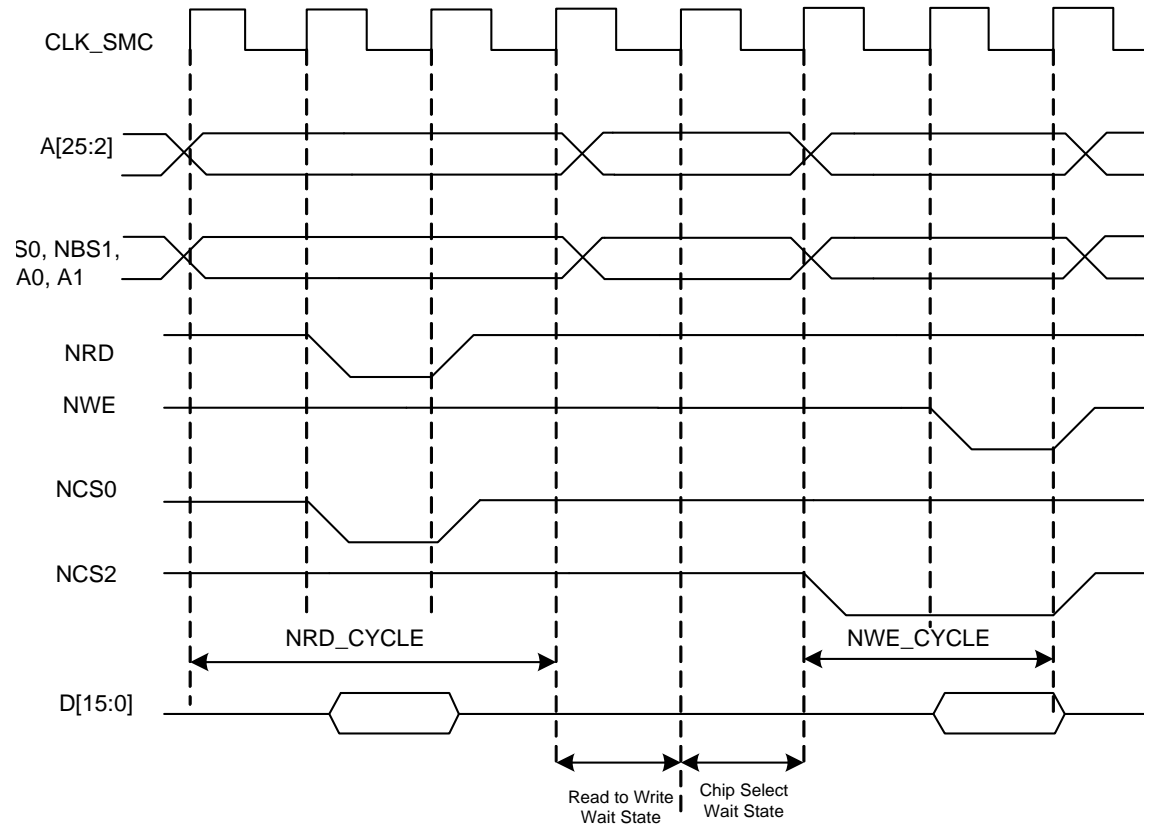 CLK_SMC
A[25:2]
S0, NBS1,
A0, A1
NRD
NWE
NCS0
NCS2
NRD_CYCLE
NWE_CYCLE
D[15:0]
Read to Write
Wait State
Chip Select
Wait State